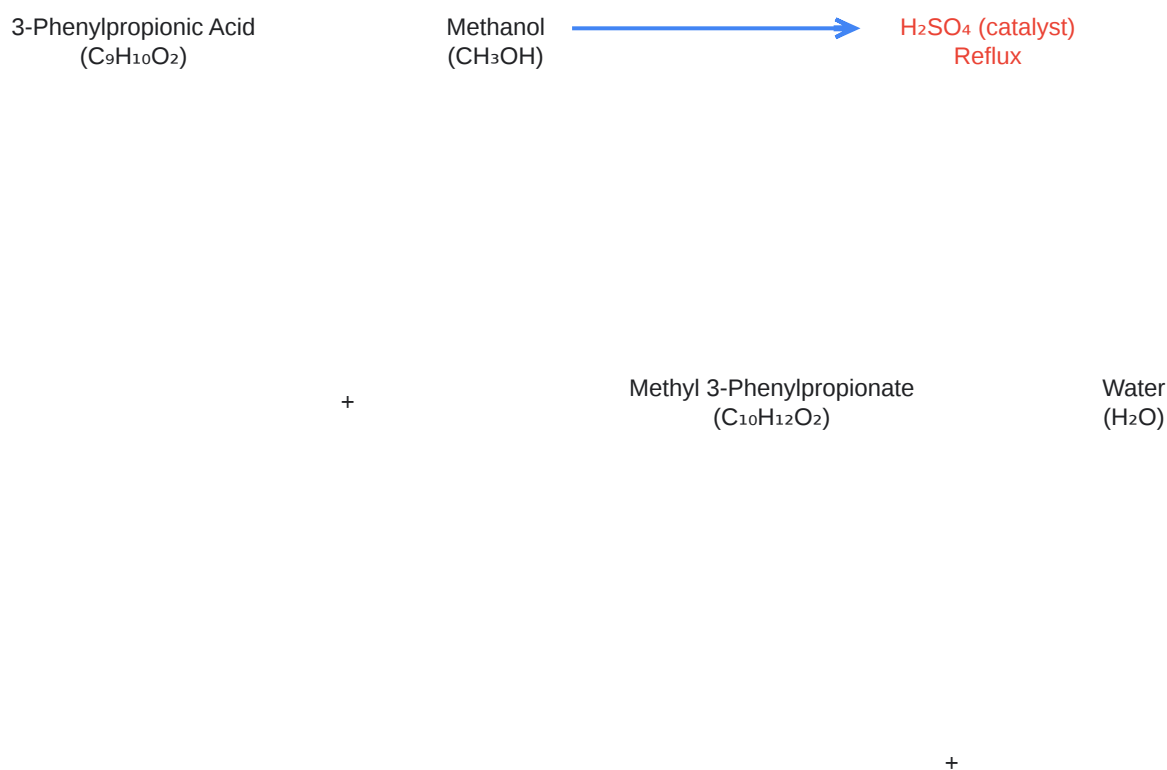 3-Phenylpropionic Acid
(C₉H₁₀O₂)
Methanol
(CH₃OH)
H₂SO₄ (catalyst)
Reflux
+
Methyl 3-Phenylpropionate
(C₁₀H₁₂O₂)
Water
(H₂O)
+